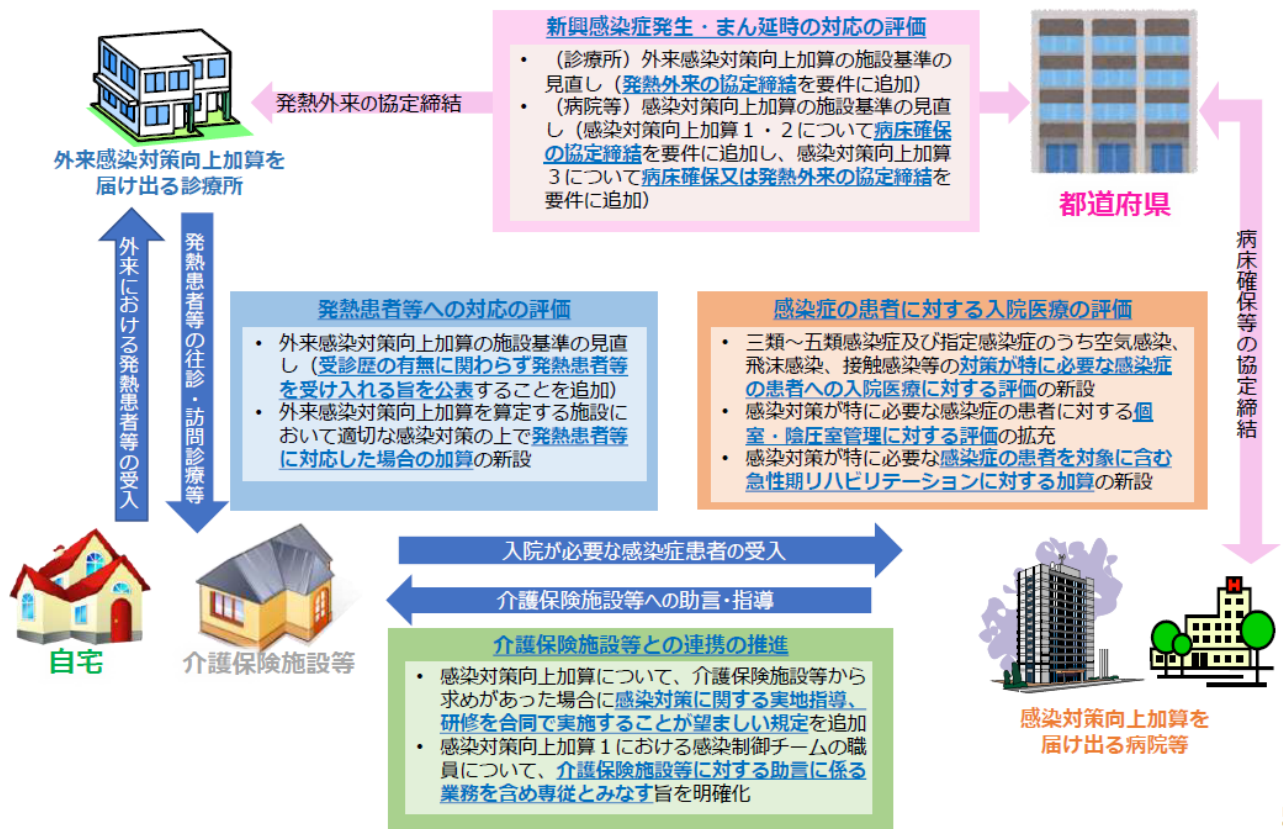 新興感染症発生・まん延時の対応の評価
• （診療所）外来感染対策向上加算の施設基準の
見直し（発熱外来の協定締結を要件に追加）
• （病院等）感染対策向上加算の施設基準の見直
し（感染対策向上加算１・２について病床確保
の協定締結を要件に追加し、感染対策向上加算
３について病床確保又は発熱外来の協定締結を
要件に追加）
発熱外来の協定締結
外来感染対策向上加算を
届け出る診療所
都道府県
病床確保等の協定締結
外来における発熱患者等の受入
発熱患者等の往診・訪問診療等
発熱患者等への対応の評価
• 外来感染対策向上加算の施設基準の見直
し（受診歴の有無に関わらず発熱患者等
を受け入れる旨を公表することを追加）
• 外来感染対策向上加算を算定する施設に
おいて適切な感染対策の上で発熱患者等
に対応した場合の加算の新設
感染症の患者に対する入院医療の評価
• 三類～五類感染症及び指定感染症のうち空気感染、
飛沫感染、接触感染等の対策が特に必要な感染症
の患者への入院医療に対する評価の新設
• 感染対策が特に必要な感染症の患者に対する個
室・陰圧室管理に対する評価の拡充
• 感染対策が特に必要な感染症の患者を対象に含む
急性期リハビリテーションに対する加算の新設
入院が必要な感染症患者の受入
介護保険施設等への助言・指導
自宅
介護保険施設等
介護保険施設等との連携の推進
• 感染対策向上加算について、介護保険施設等から
求めがあった場合に感染対策に関する実地指導、
研修を合同で実施することが望ましい規定を追加
• 感染対策向上加算１における感染制御チームの職
員について、介護保険施設等に対する助言に係る
業務を含め専従とみなす旨を明確化
H
感染対策向上加算を
届け出る病院等